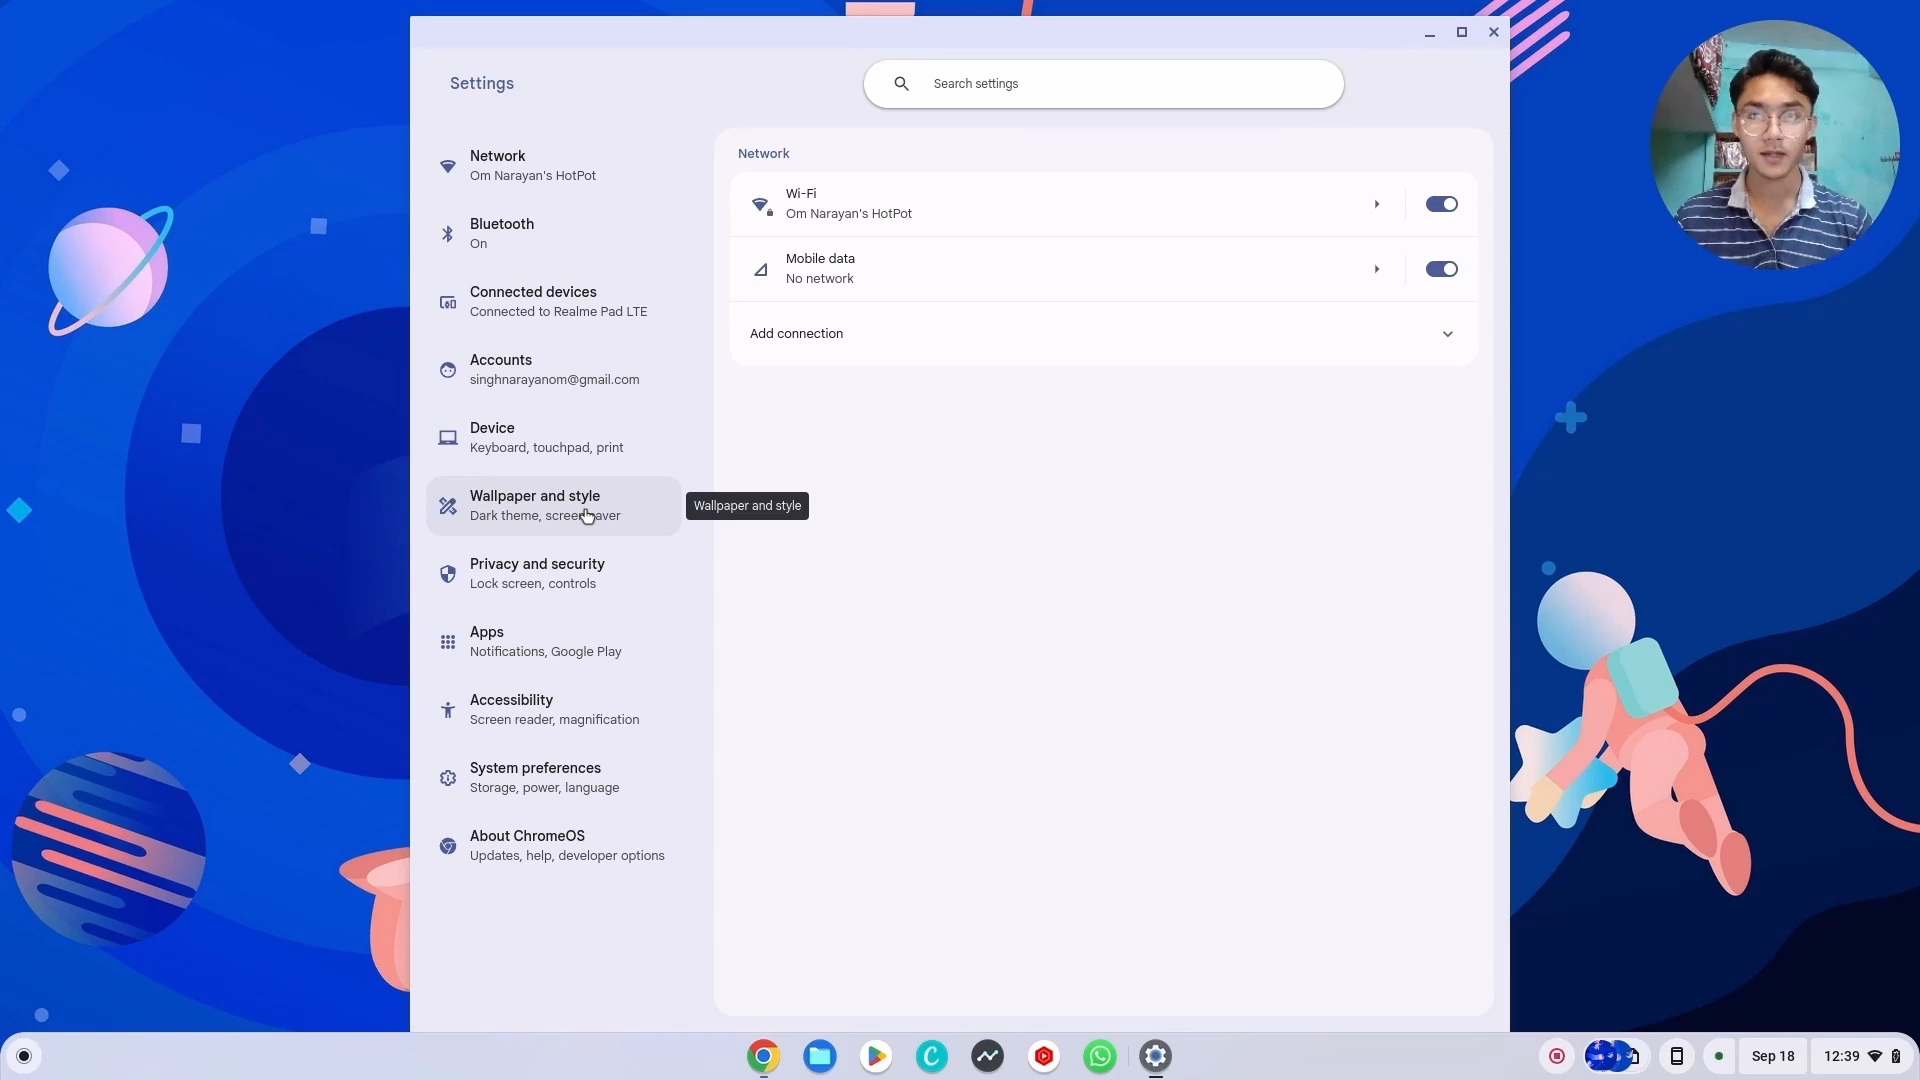 Settings
Search settings
Network
Om Narayan's HotPot
Bluetooth
On
Connected devices
Connected to Realme Pad LTE
Accounts
singhnarayanom@gmail.com
Device
Keyboard, touchpad, print
Wallpaper and style
Dark theme, screen saver
Wallpaper and style
Privacy and security
Lock screen, controls
Apps
Notifications, Google Play
Accessibility
Screen reader, magnification
System preferences
Storage, power, language
About ChromeOS
Updates, help, developer options
Network
Wi-Fi
Om Narayan's HotPot
Mobile data
No network
Add connection
Sep 18
12:39